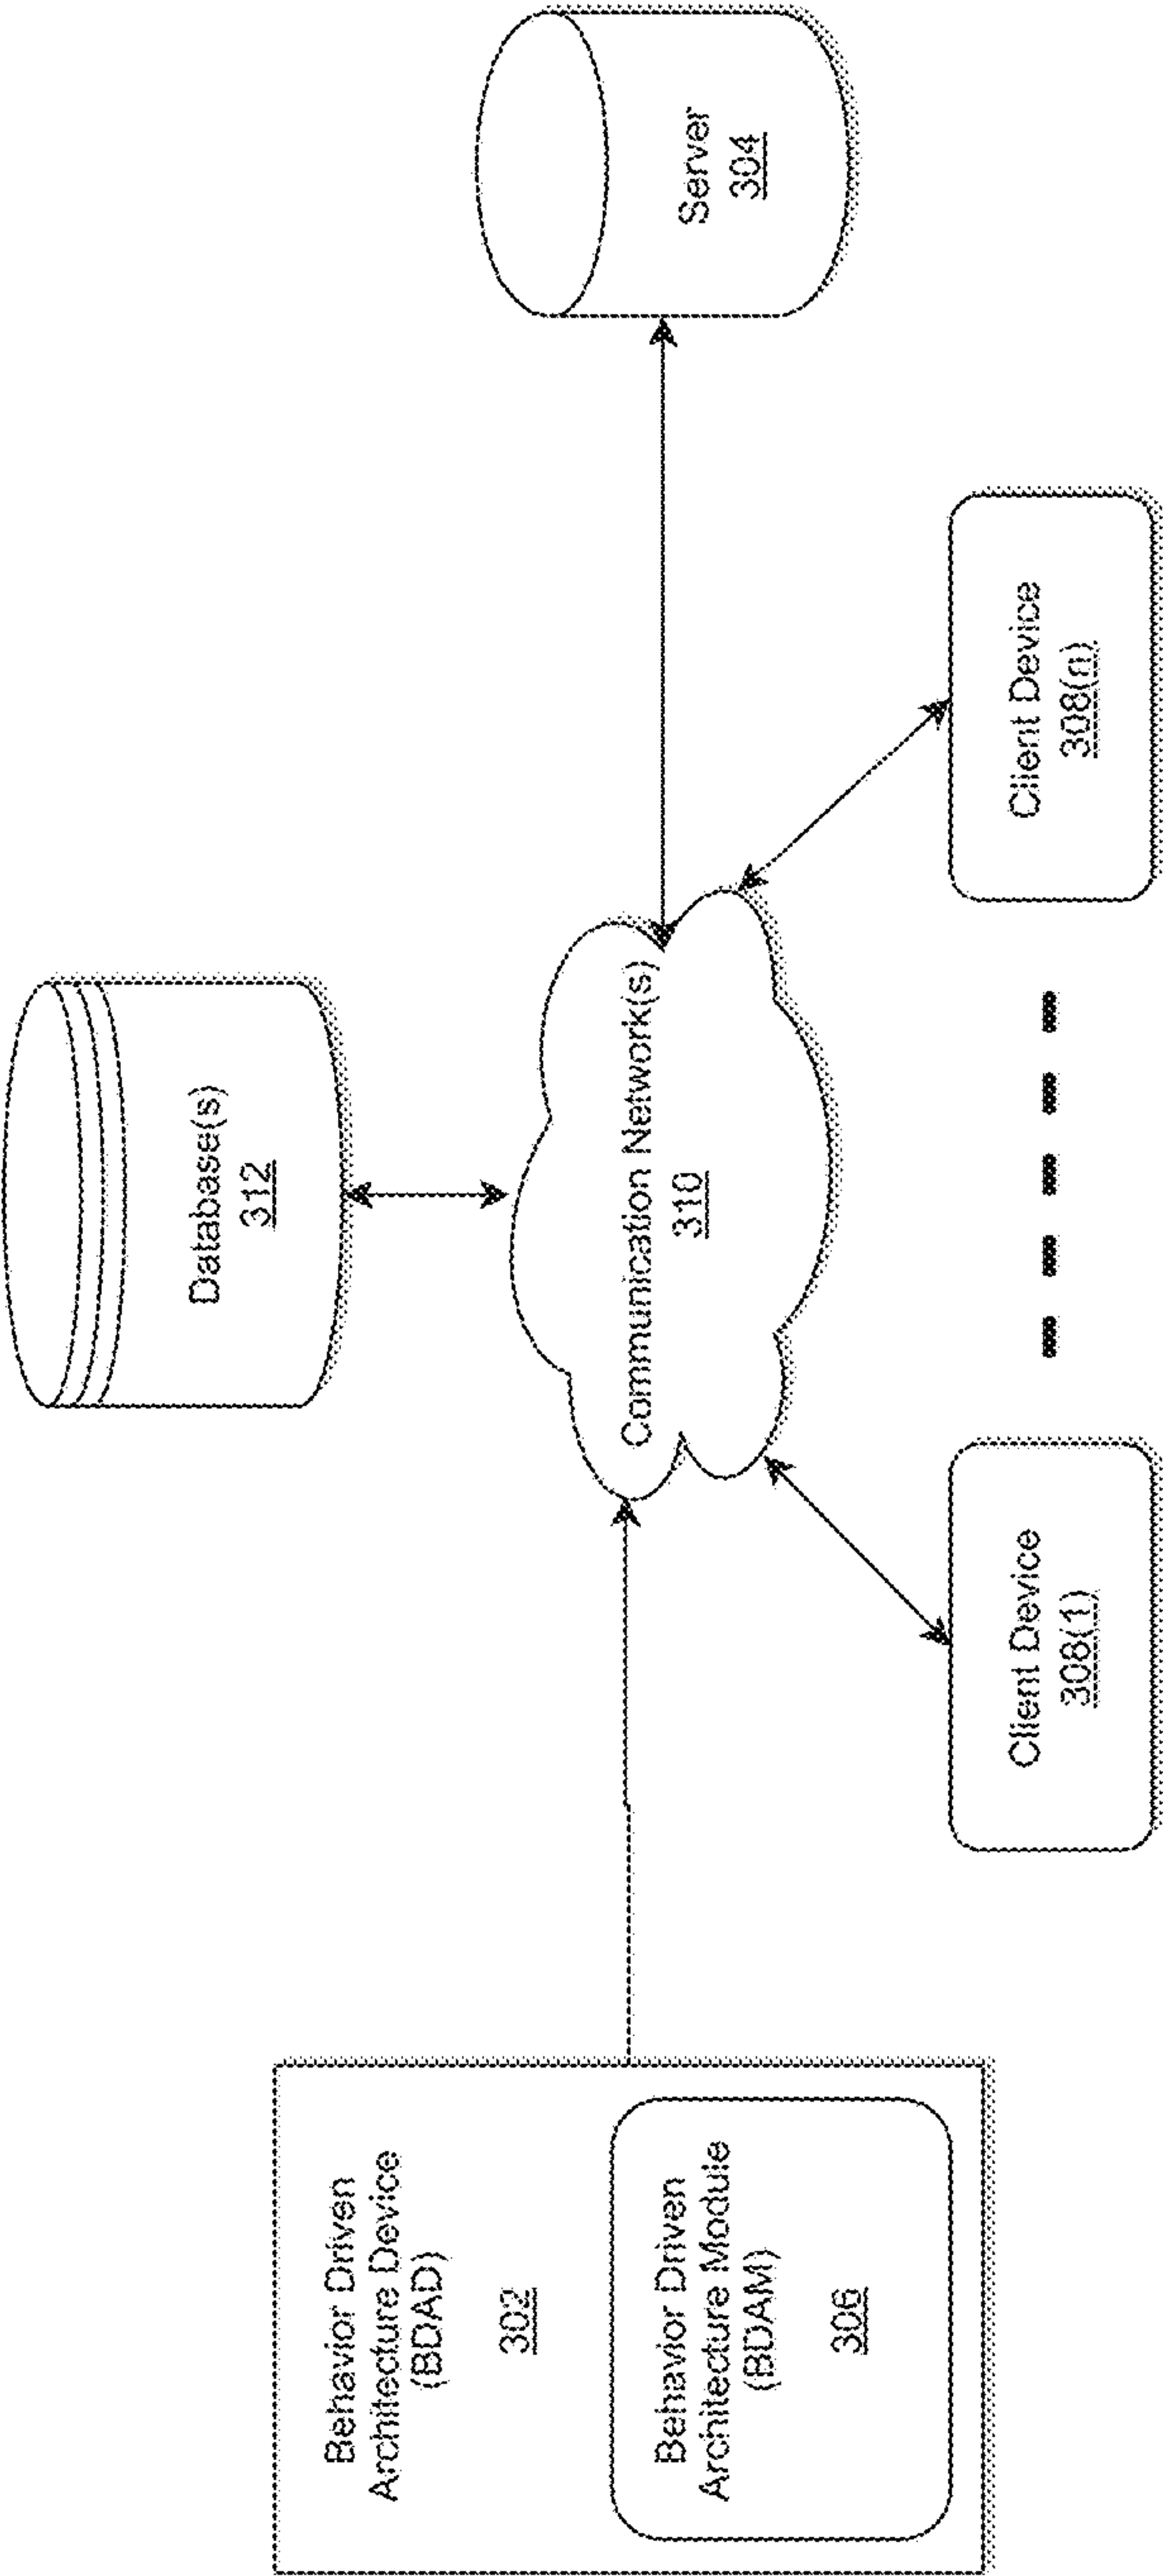 Database(s)
312
Server
304
Communication Network(s)
310
Behavior Driven
Architecture Device
(BDAD)
302
Behavior Driven
Architecture Module
(BDAM)
306
Client Device
308(1)
Client Device
308(n)